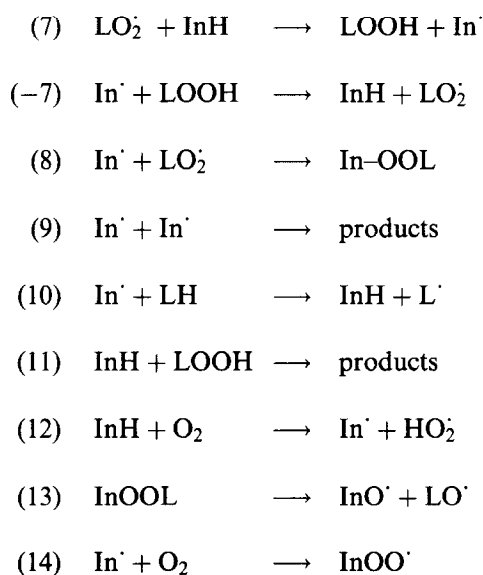 (7) LO₂˙ + InH ⟶ LOOH + In˙
(−7) In˙ + LOOH ⟶ InH + LO₂˙
(8) In˙ + LO₂˙ ⟶ In–OOL
(9) In˙ + In˙ ⟶ products
(10) In˙ + LH ⟶ InH + L˙
(11) InH + LOOH ⟶ products
(12) InH + O₂ ⟶ In˙ + HO₂˙
(13) InOOL ⟶ InO˙ + LO˙
(14) In˙ + O₂ ⟶ InOO˙